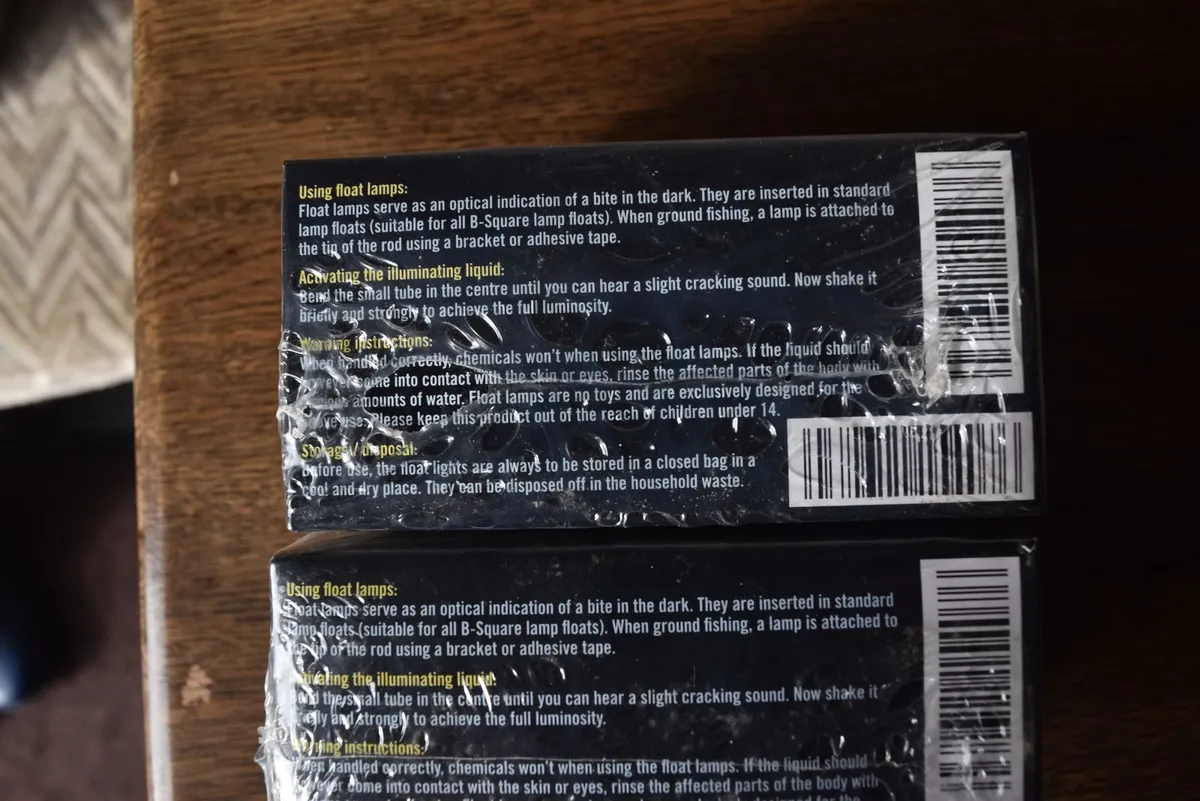 Using float lamps:
Float lamps serve as an optical indication of a bite in the dark. They are inserted in standard
lamp floats (suitable for all B-Square lamp floats). When ground fishing, a lamp is attached to
the tip of the rod using a bracket or adhesive tape.
Activating the illuminating liquid:
Bend the small tube in the centre until you can hear a slight cracking sound. Now shake it
briefly and strongly to achieve the full luminosity.
Warning instructions:
When handled correctly, chemicals won't when using the float lamps. If the liquid should
however come into contact with the skin or eyes, rinse the affected parts of the body with
amounts of water. Float lamps are no toys and are exclusively designed for the
above use. Please keep this product out of the reach of children under 14.
Storage / disposal:
Before use, the float lights are always to be stored in a closed bag in a
cool and dry place. They can be disposed off in the household waste.
Using float lamps:
Float lamps serve as an optical indication of a bite in the dark. They are inserted in standard
lamp floats (suitable for all B-Square lamp floats). When ground fishing, a lamp is attached to
the tip of the rod using a bracket or adhesive tape.
Activating the illuminating liquid:
Bend the small tube in the centre until you can hear a slight cracking sound. Now shake it
briefly and strongly to achieve the full luminosity.
Warning instructions:
When handled correctly, chemicals won't when using the float lamps. If the liquid should
however come into contact with the skin or eyes, rinse the affected parts of the body with
designed for the